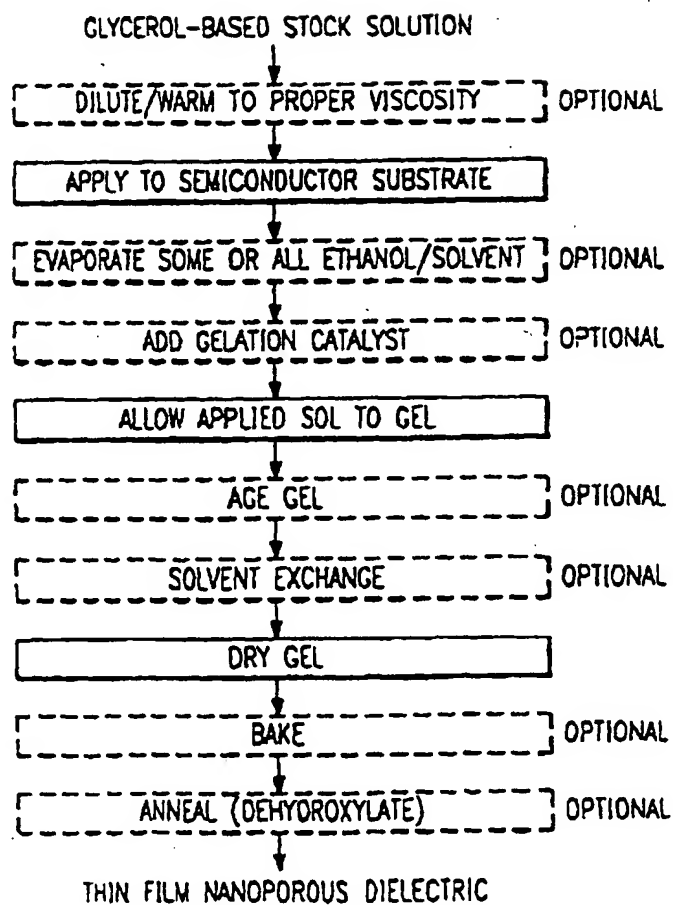 GLYCEROL-BASED STOCK SOLUTION
DILUTE/WARM TO PROPER VISCOSITY OPTIONAL
APPLY TO SEMICONDUCTOR SUBSTRATE
EVAPORATE SOME OR ALL ETHANOL/SOLVENT OPTIONAL
ADD GELATION CATALYST OPTIONAL
ALLOW APPLIED SOL TO GEL
AGE GEL OPTIONAL
SOLVENT EXCHANGE OPTIONAL
DRY GEL
BAKE OPTIONAL
ANNEAL (DEHYDROXYLATE) OPTIONAL
THIN FILM NANOPOROUS DIELECTRIC